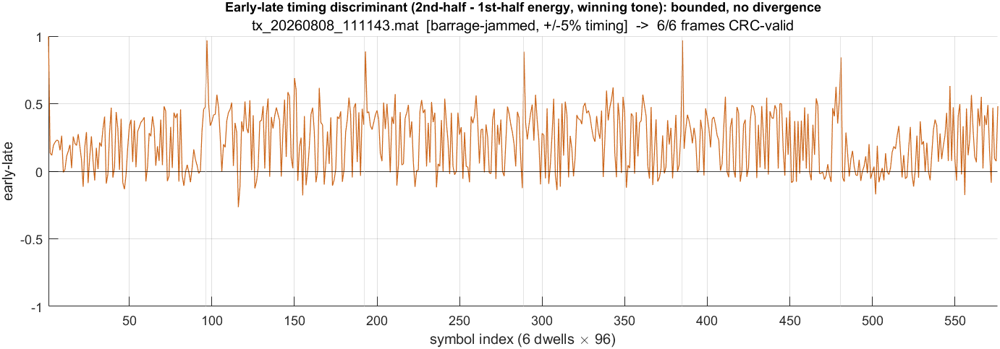 Early-late timing discriminant (2nd-half - 1st-half energy, winning tone): bounded, no divergence
tx_20260808_111143.mat  [barrage-jammed, +/-5% timing]  ->  6/6 frames CRC-valid
1
0.5
0
-0.5
-1
early-late
50 100 150 200 250 300 350 400 450 500 550
symbol index (6 dwells × 96)